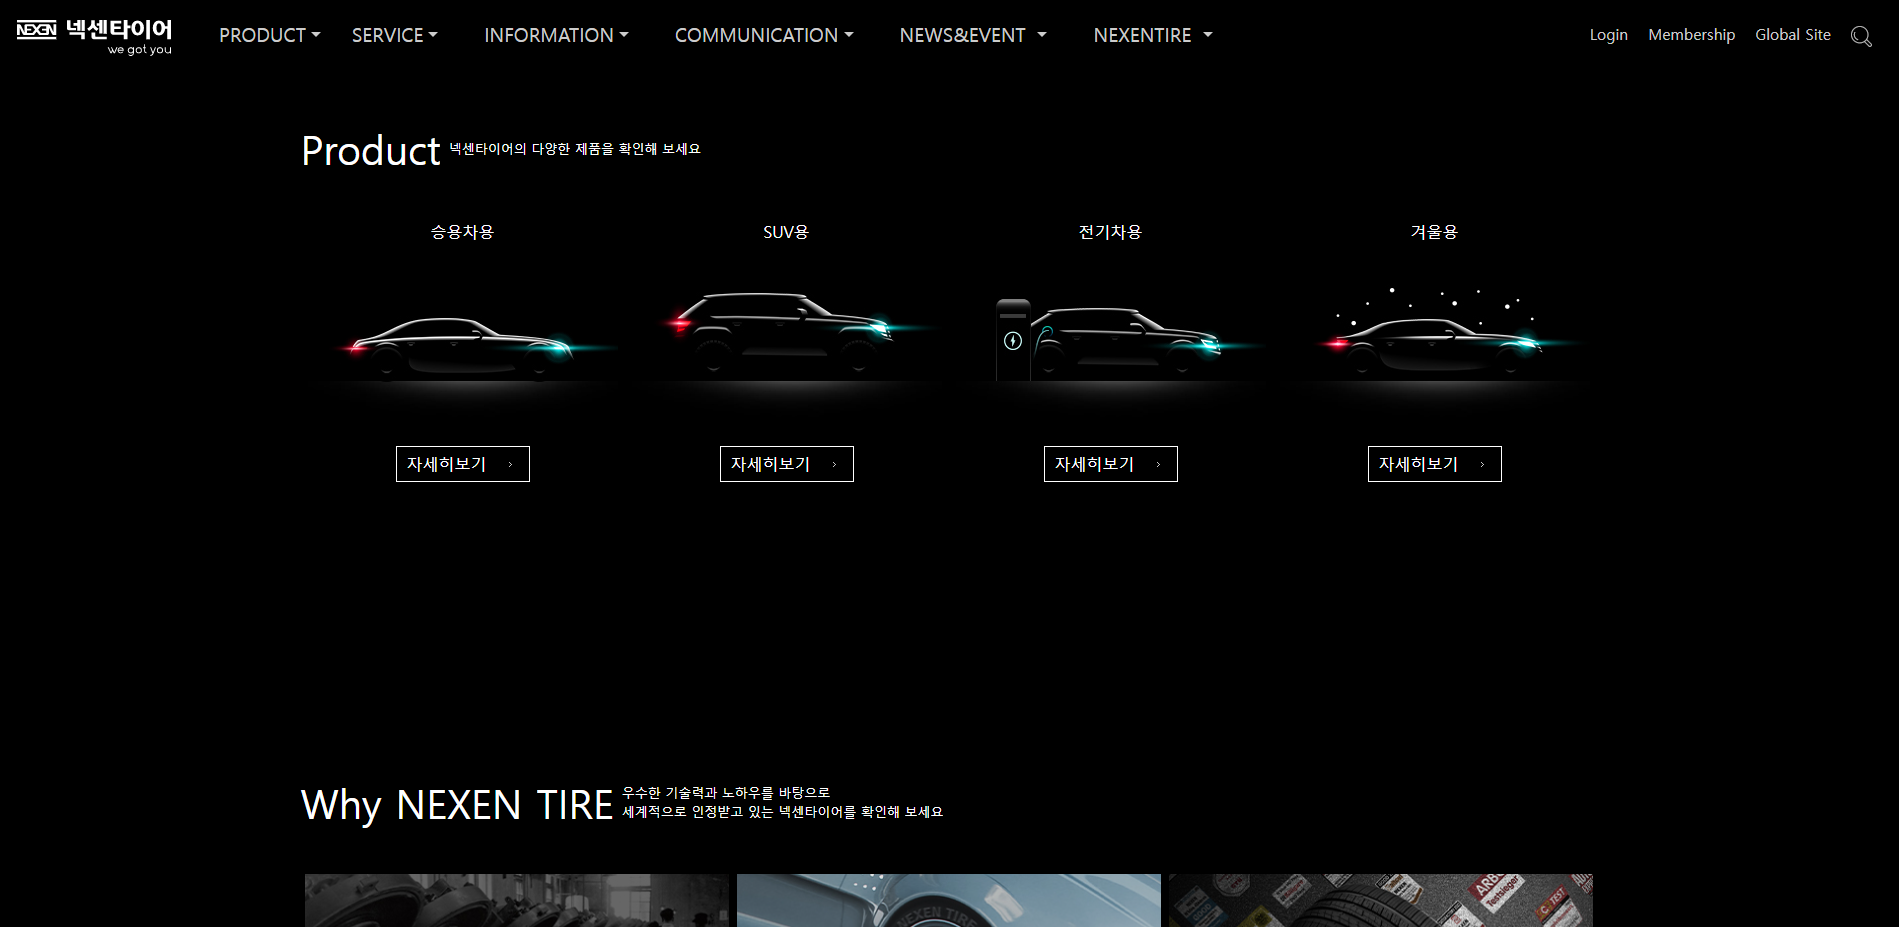 NEXEN 넥센타이어
we got you
PRODUCT SERVICE INFORMATION COMMUNICATION NEWS&EVENT NEXENTIRE Login Membership Global Site
Product 넥센타이어의 다양한 제품을 확인해 보세요
승용차용 SUV용 전기차용 겨울용
자세히보기 자세히보기 자세히보기 자세히보기
Why NEXEN TIRE 우수한 기술력과 노하우를 바탕으로
세계적으로 인정받고 있는 넥센타이어를 확인해 보세요
NEXEN TIRE
ARB
Testsieger
TEST